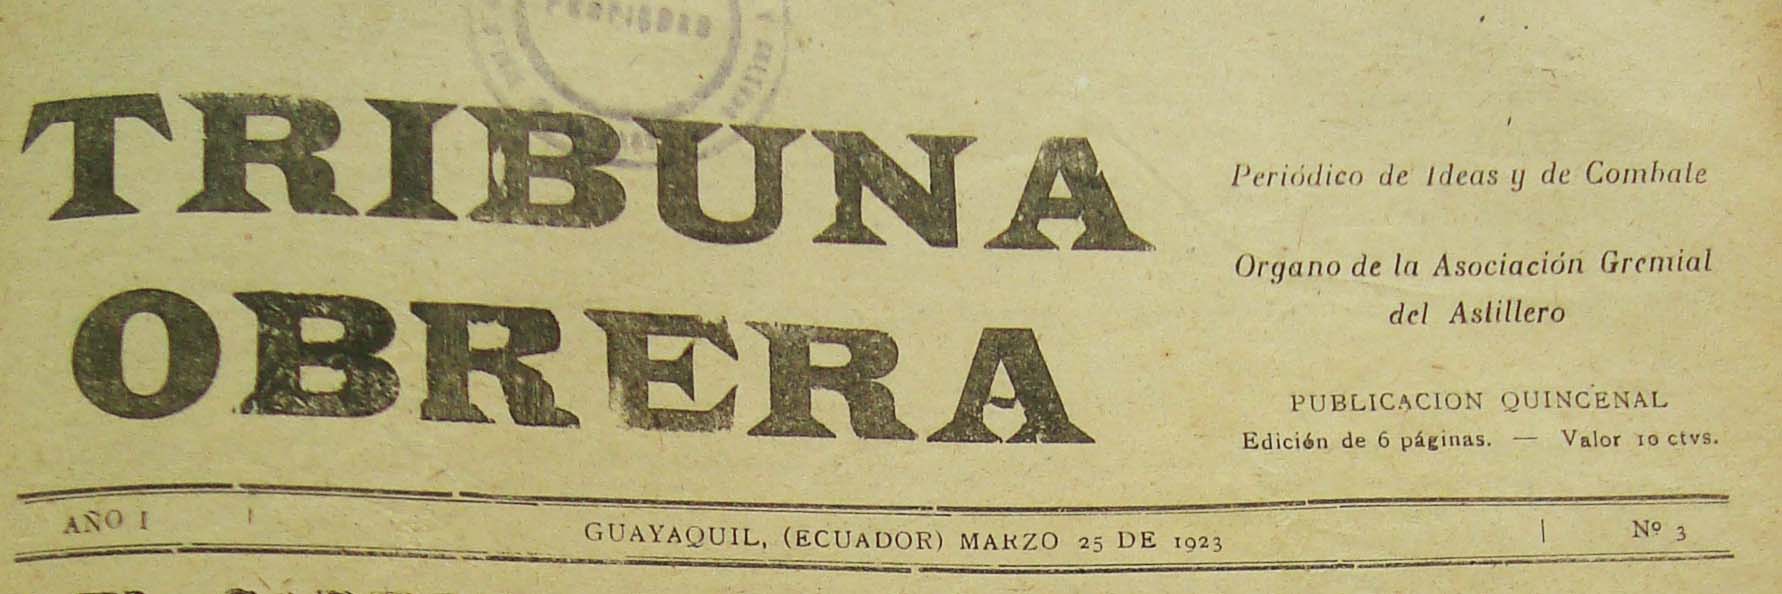 TRIBUNA
OBRERA
Periódico de Ideas y de Combate
Organo de la Asociación Gremial
del Astillero
PUBLICACION QUINCENAL
Edición de 6 páginas. — Valor 10 ctvs.
AÑO I
GUAYAQUIL, (ECUADOR) MARZO 25 DE 1923
Nº 3